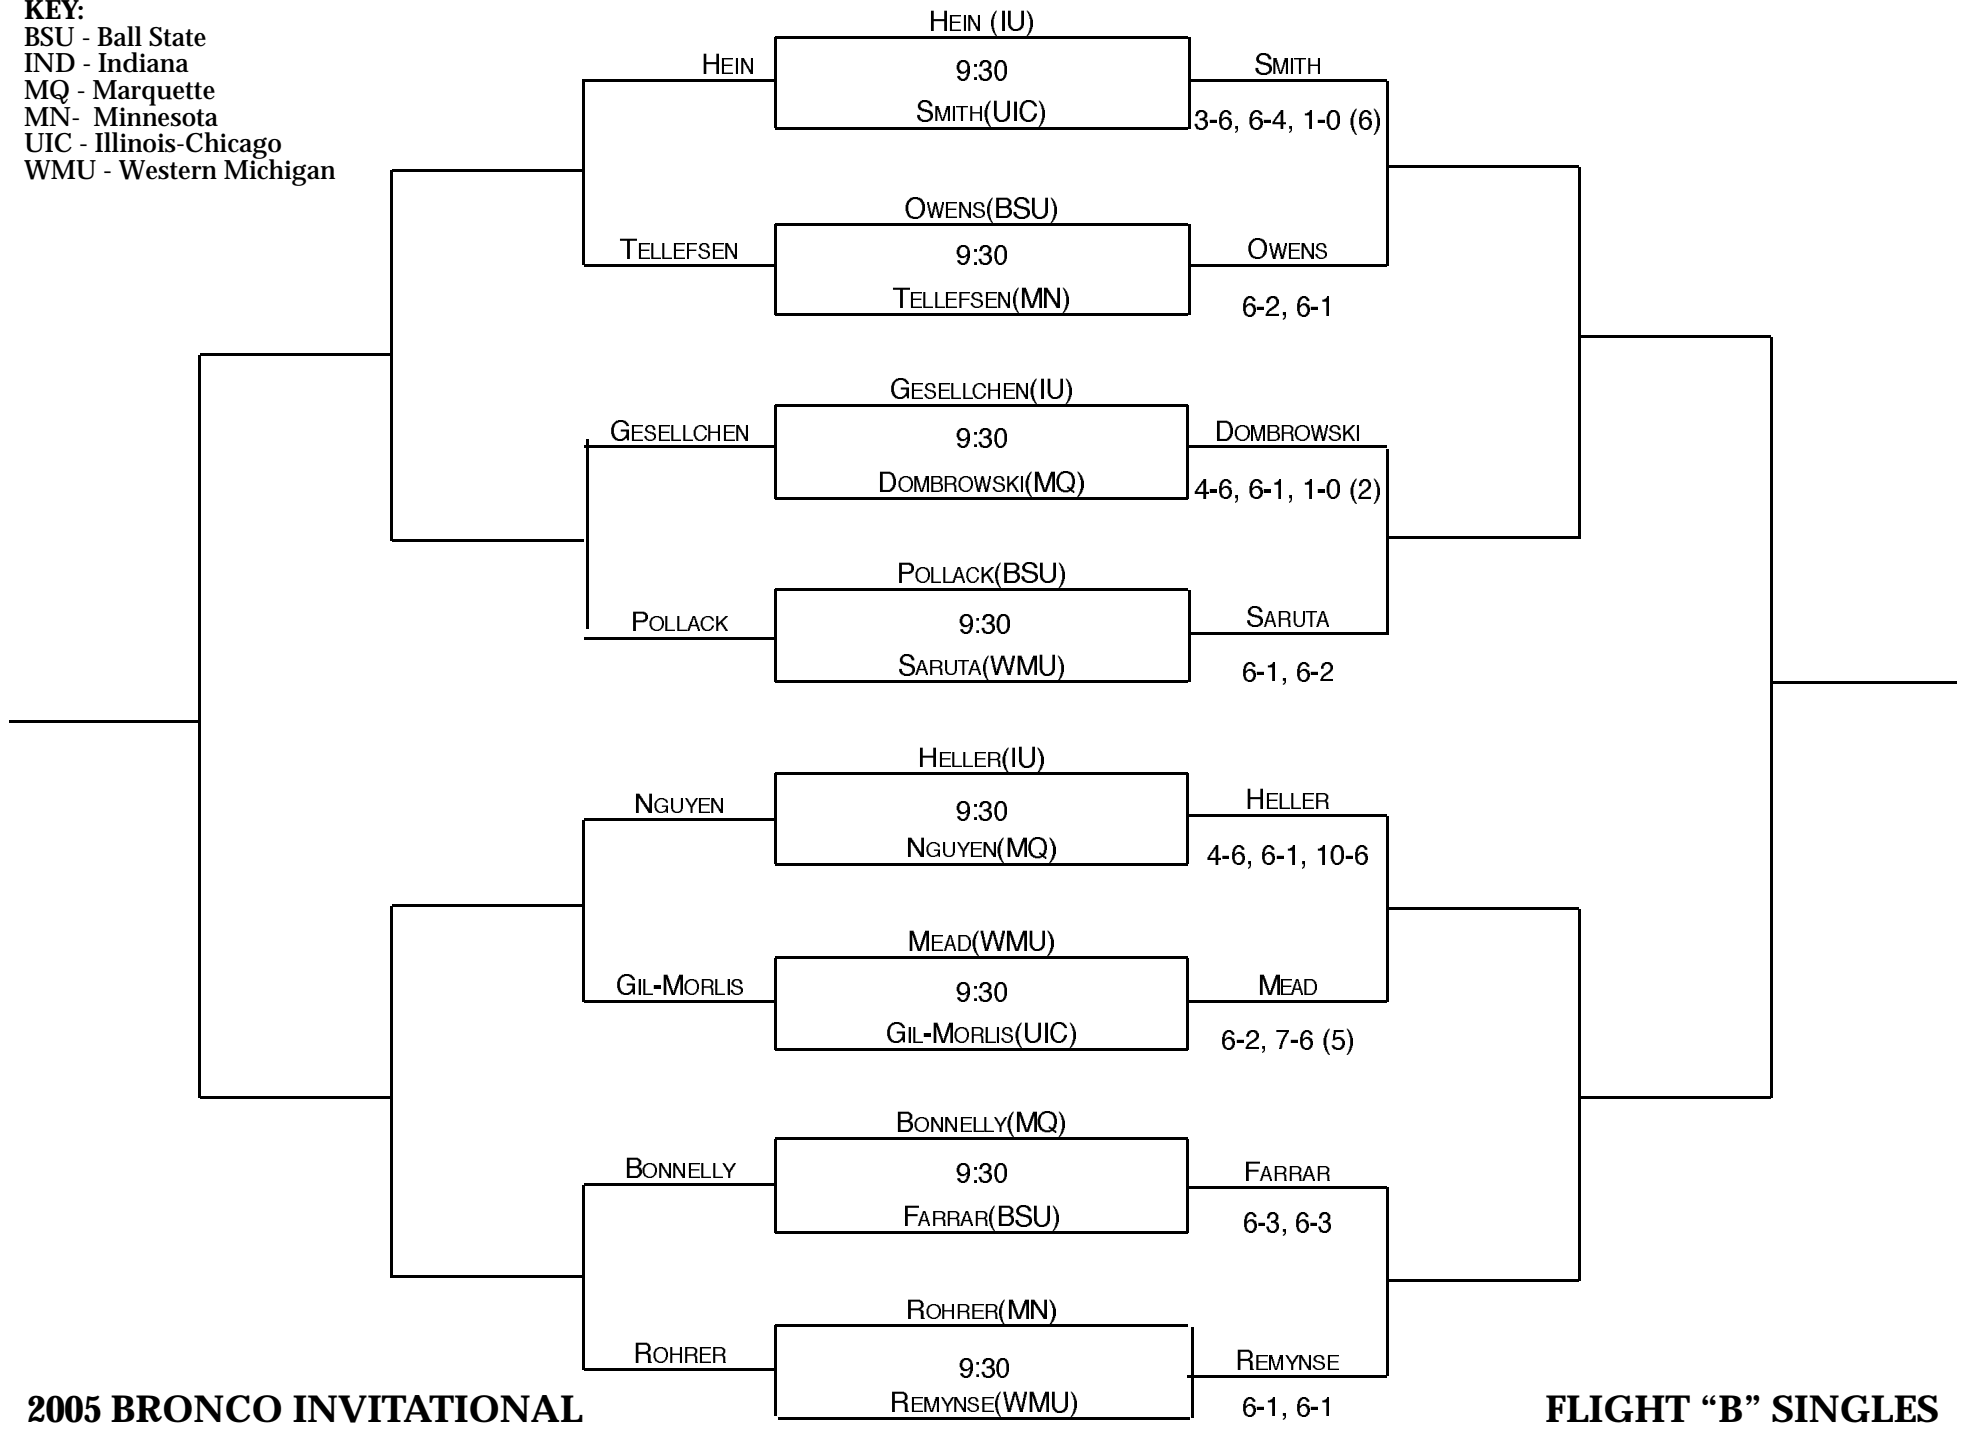 KEY:
BSU - Ball State
IND - Indiana
MQ - Marquette
MN-  Minnesota
UIC - Illinois-Chicago
WMU - Western Michigan
HEIN (IU)
HEIN
9:30
SMITH
SMITH(UIC)
3-6, 6-4, 1-0 (6)
OWENS(BSU)
TELLEFSEN
9:30
OWENS
TELLEFSEN(MN)
6-2, 6-1
GESELLCHEN(IU)
GESELLCHEN
9:30
DOMBROWSKI
DOMBROWSKI(MQ)
4-6, 6-1, 1-0 (2)
POLLACK(BSU)
POLLACK
9:30
SARUTA
SARUTA(WMU)
6-1, 6-2
HELLER(IU)
NGUYEN
9:30
HELLER
NGUYEN(MQ)
4-6, 6-1, 10-6
MEAD(WMU)
GIL-MORLIS
9:30
MEAD
GIL-MORLIS(UIC)
6-2, 7-6 (5)
BONNELLY(MQ)
BONNELLY
9:30
FARRAR
FARRAR(BSU)
6-3, 6-3
ROHRER(MN)
ROHRER
9:30
REMYNSE
REMYNSE(WMU)
6-1, 6-1
2005 BRONCO INVITATIONAL
FLIGHT “B” SINGLES